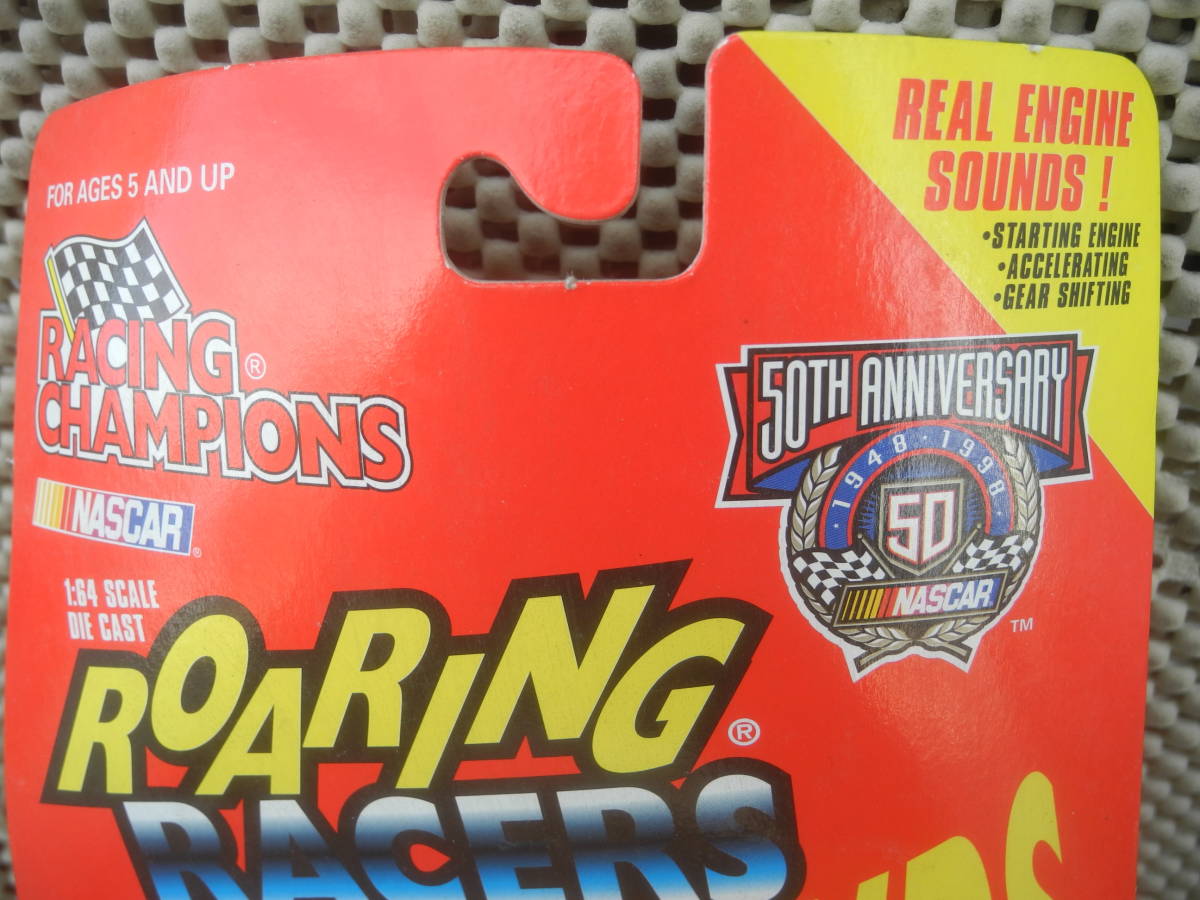 FOR AGES 5 AND UP
RACING
CHAMPIONS®
NASCAR®
1:64 SCALE
DIE CAST
ROARING
RACERS®
REAL ENGINE
SOUNDS !
•STARTING ENGINE
•ACCELERATING
•GEAR SHIFTING
50TH ANNIVERSARY
1948 · 1998
50
NASCAR
TM